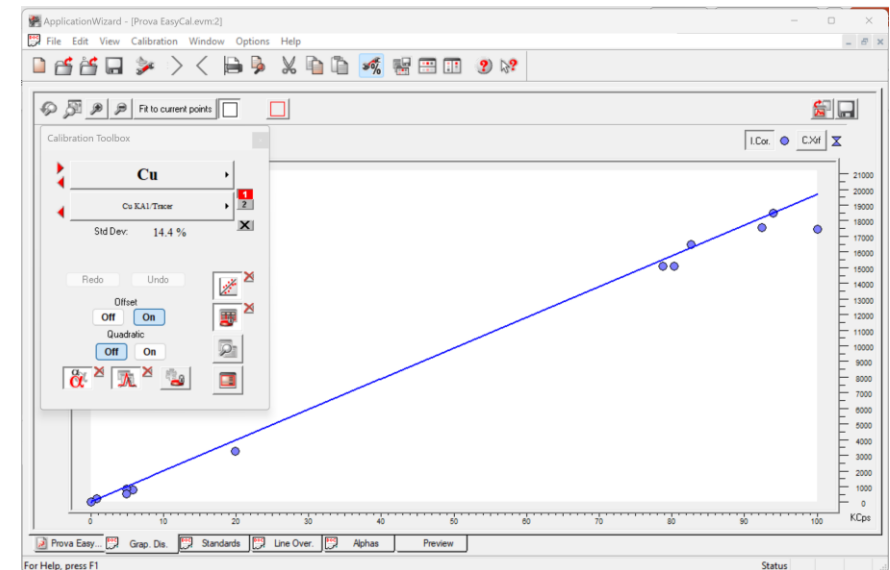 ApplicationWizard - [Prova EasyCal.evm:2]
File Edit View Calibration Window Options Help
Fit to current points
Calibration Toolbox
I.Cor. C.Xrf
Cu
Cu KA1/Tracer
1
2
Std Dev: 14.4 %
Redo Undo
Offset
Off On
Quadratic
Off On
21000
20000
19000
18000
17000
16000
15000
14000
13000
12000
11000
10000
9000
8000
7000
6000
5000
4000
3000
2000
1000
0
KCps
0 10 20 30 40 50 60 70 80 90 100
Prova Easy... Grap. Dis. Standards Line Over. Alphas Preview
For Help, press F1 Status